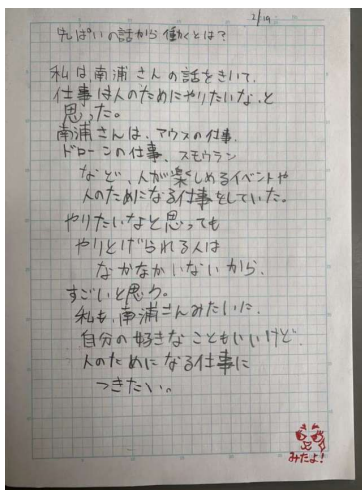 2/19
せんぱいの話から働くとは?
私は南浦さんの話をきいて、
仕事は人のためにやりたいな、と
思った。
南浦さんは、マウスの仕事、
ドローンの仕事、スモウラン
など、人が楽しめるイベントや
人のためになる仕事をしていた。
やりたいなと思っても
やりとげられる人は
なかなかいないから、
すごいと思う。
私も、南浦さんみたいに、
自分の好きなこともいいけど、
人のためになる仕事に
つきたい。
みたよ!